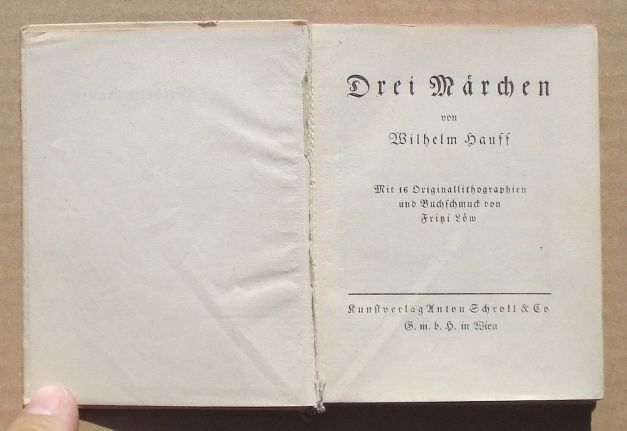 Drei Märchen
von
Wilhelm Hauff
Mit 16 Originallithographien
und Buchschmuck von
Fritzi Löw
Kunstverlag Anton Schroll & Co
G. m. b. H. in Wien